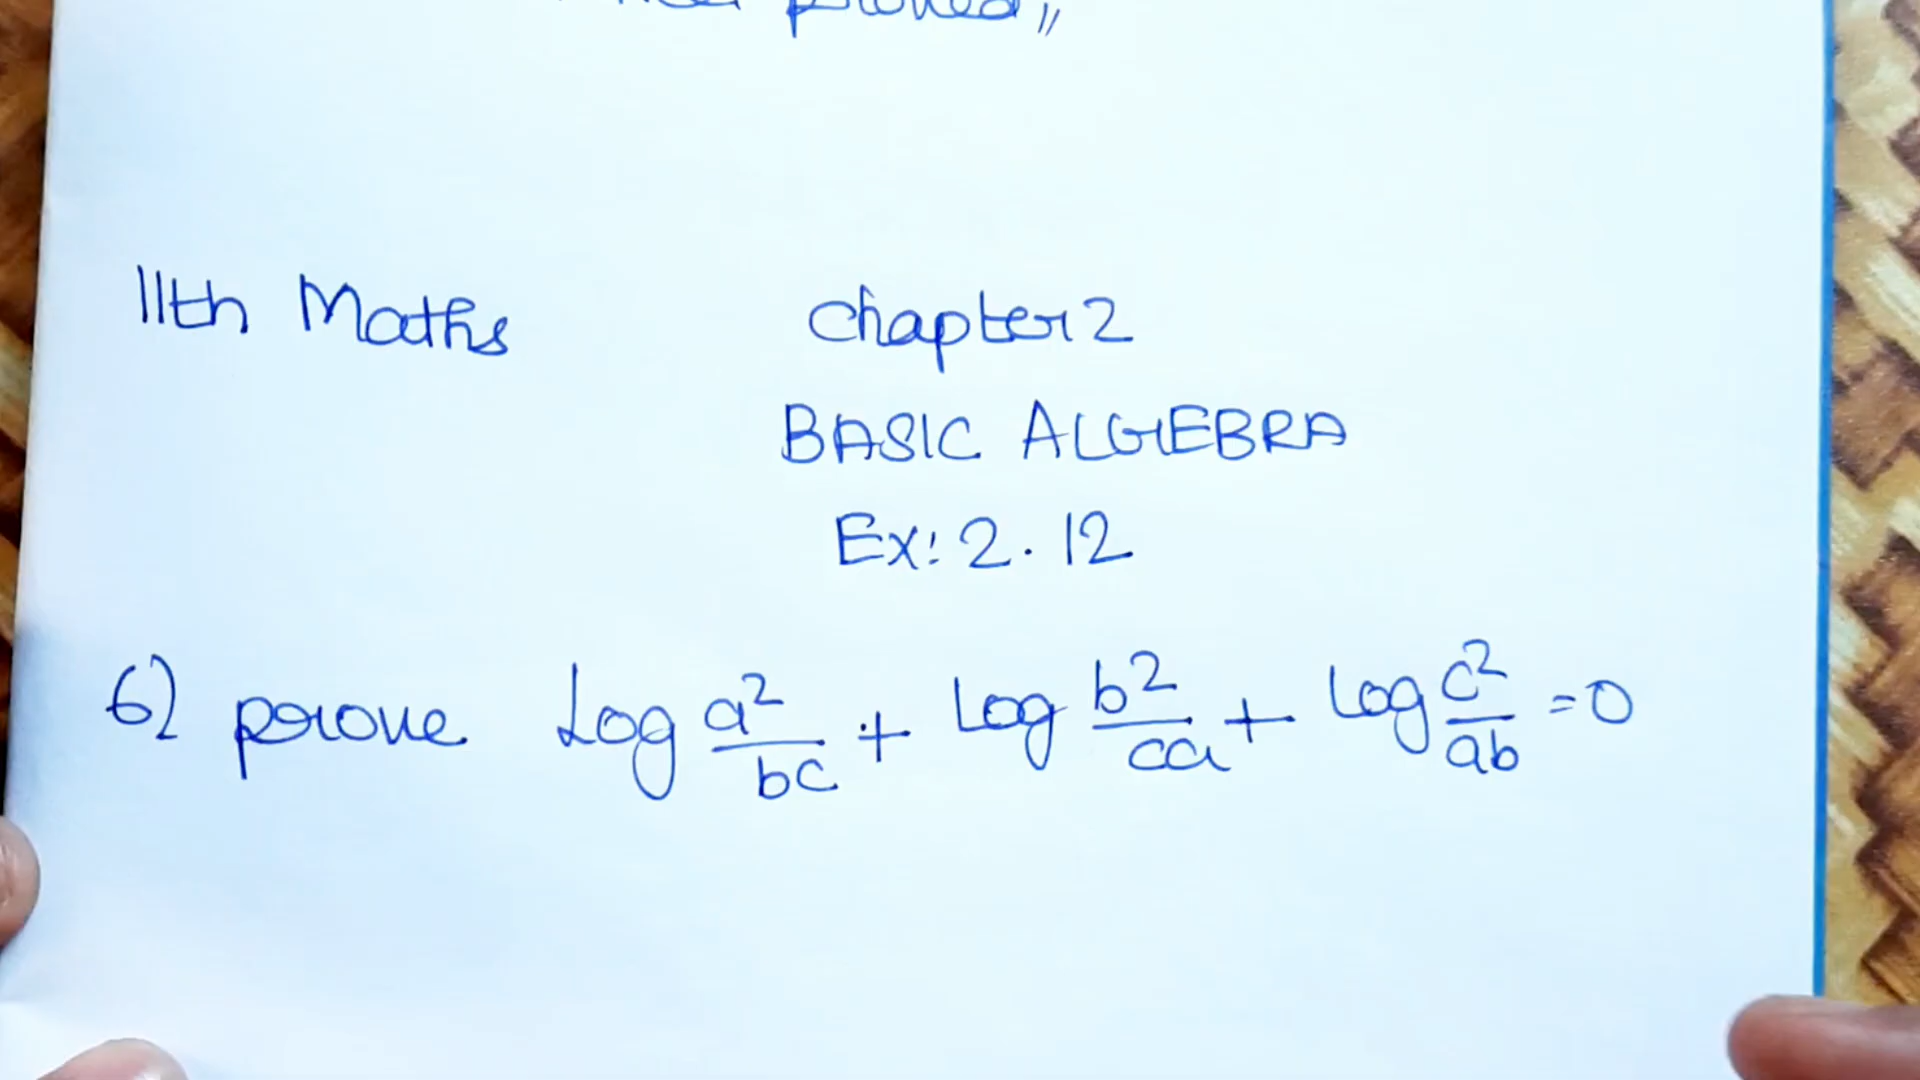 proved,,
11th Maths Chapter 2
BASIC ALGEBRA
Ex: 2.12
6) prove Log a²/bc + Log b²/ca + Log c²/ab = 0